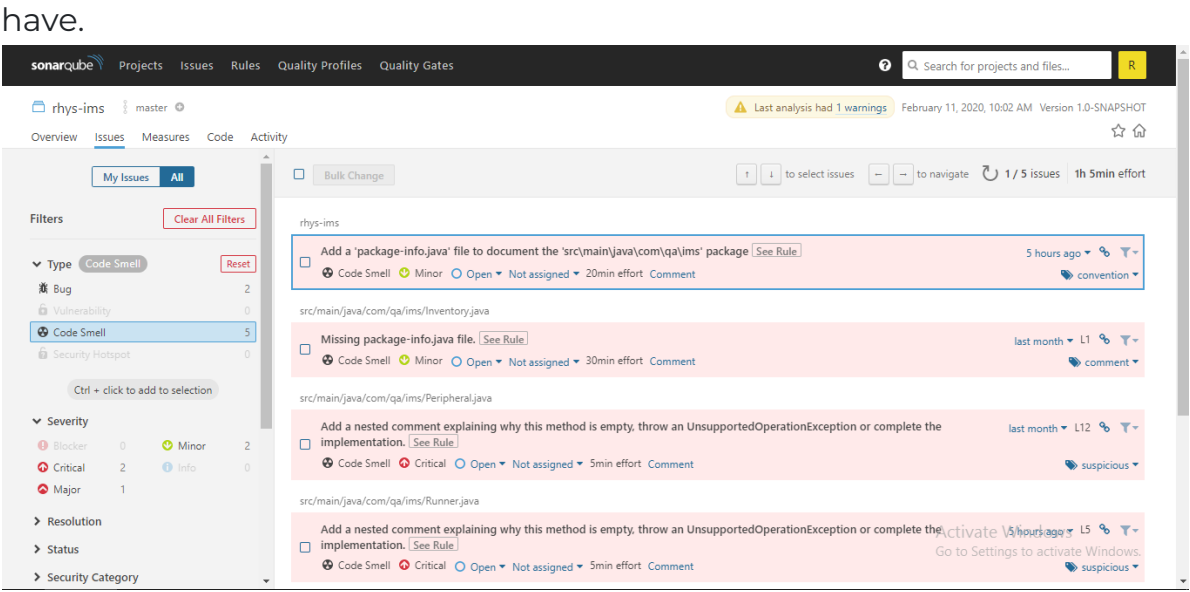 have.
sonarqube Projects Issues Rules Quality Profiles Quality Gates ? Search for projects and files... R
rhys-ims master Last analysis had 1 warnings February 11, 2020, 10:02 AM Version 1.0-SNAPSHOT
Overview Issues Measures Code Activity
My Issues All
Bulk Change ↑ ↓ to select issues ← → to navigate 1 / 5 issues 1h 5min effort
Filters Clear All Filters
Type Code Smell Reset
Bug 2
Vulnerability 0
Code Smell 5
Security Hotspot 0
Ctrl + click to add to selection
Severity
Blocker 0 Minor 2
Critical 2 Info 0
Major 1
Resolution
Status
Security Category
rhys-ims
Add a 'package-info.java' file to document the 'src\main\java\com\qa\ims' package See Rule 5 hours ago
Code Smell Minor Open Not assigned 20min effort Comment convention
src/main/java/com/qa/ims/Inventory.java
Missing package-info.java file. See Rule last month L1
Code Smell Minor Open Not assigned 30min effort Comment comment
src/main/java/com/qa/ims/Peripheral.java
Add a nested comment explaining why this method is empty, throw an UnsupportedOperationException or complete the last month L12
implementation. See Rule
Code Smell Critical Open Not assigned 5min effort Comment suspicious
src/main/java/com/qa/ims/Runner.java
Add a nested comment explaining why this method is empty, throw an UnsupportedOperationException or complete the 5 hours ago L5
implementation. See Rule
Code Smell Critical Open Not assigned 5min effort Comment suspicious
Activate Windows
Go to Settings to activate Windows.